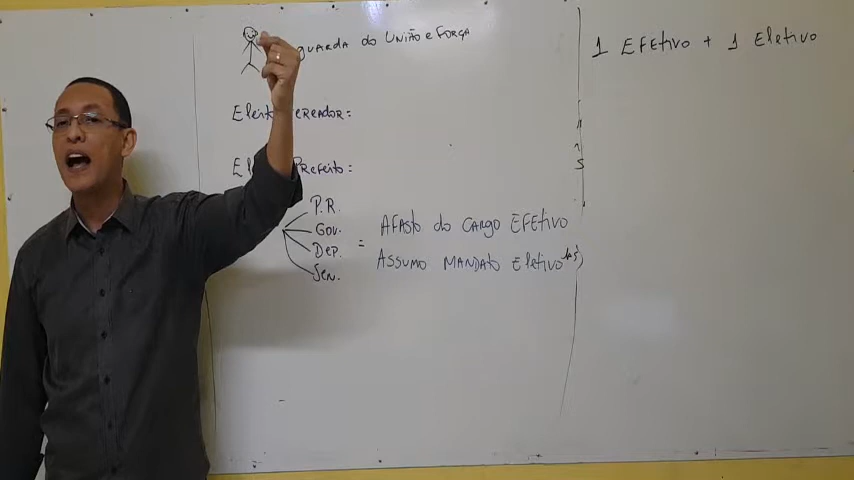 guarda do União e Força
1 Efetivo + 1 Eletivo
Eleito Vereador =
Prefeito =
P.R.
Gov.
Dep. = Afasto do cargo Efetivo
Sen. Assumo Mandato Eletivo